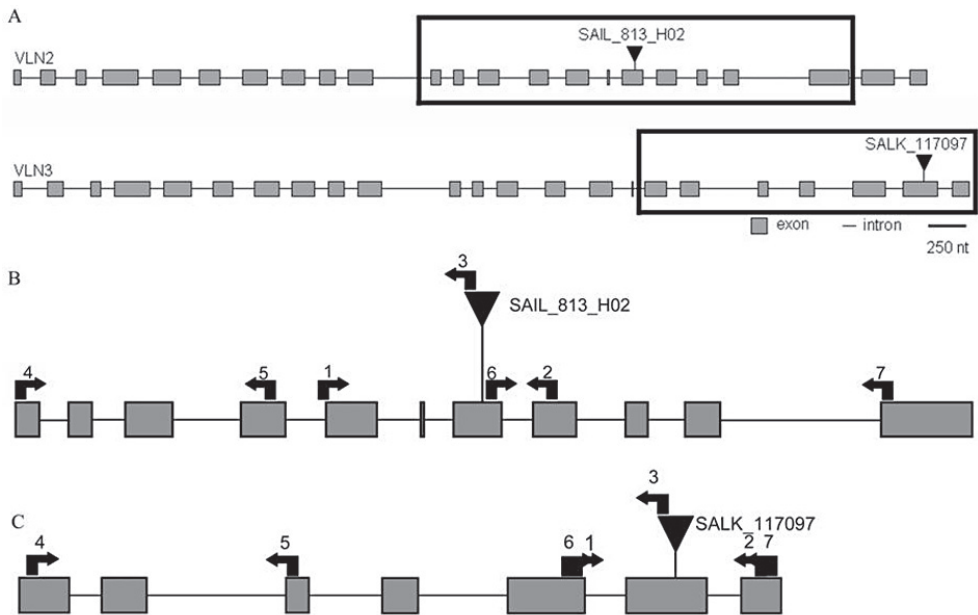 A
SAIL_813_H02
VLN2
SALK_117097
VLN3
exon
intron
250 nt
B
3
SAIL_813_H02
4
5
1
6
2
7
C
3
SALK_117097
4
5
6
1
2
7